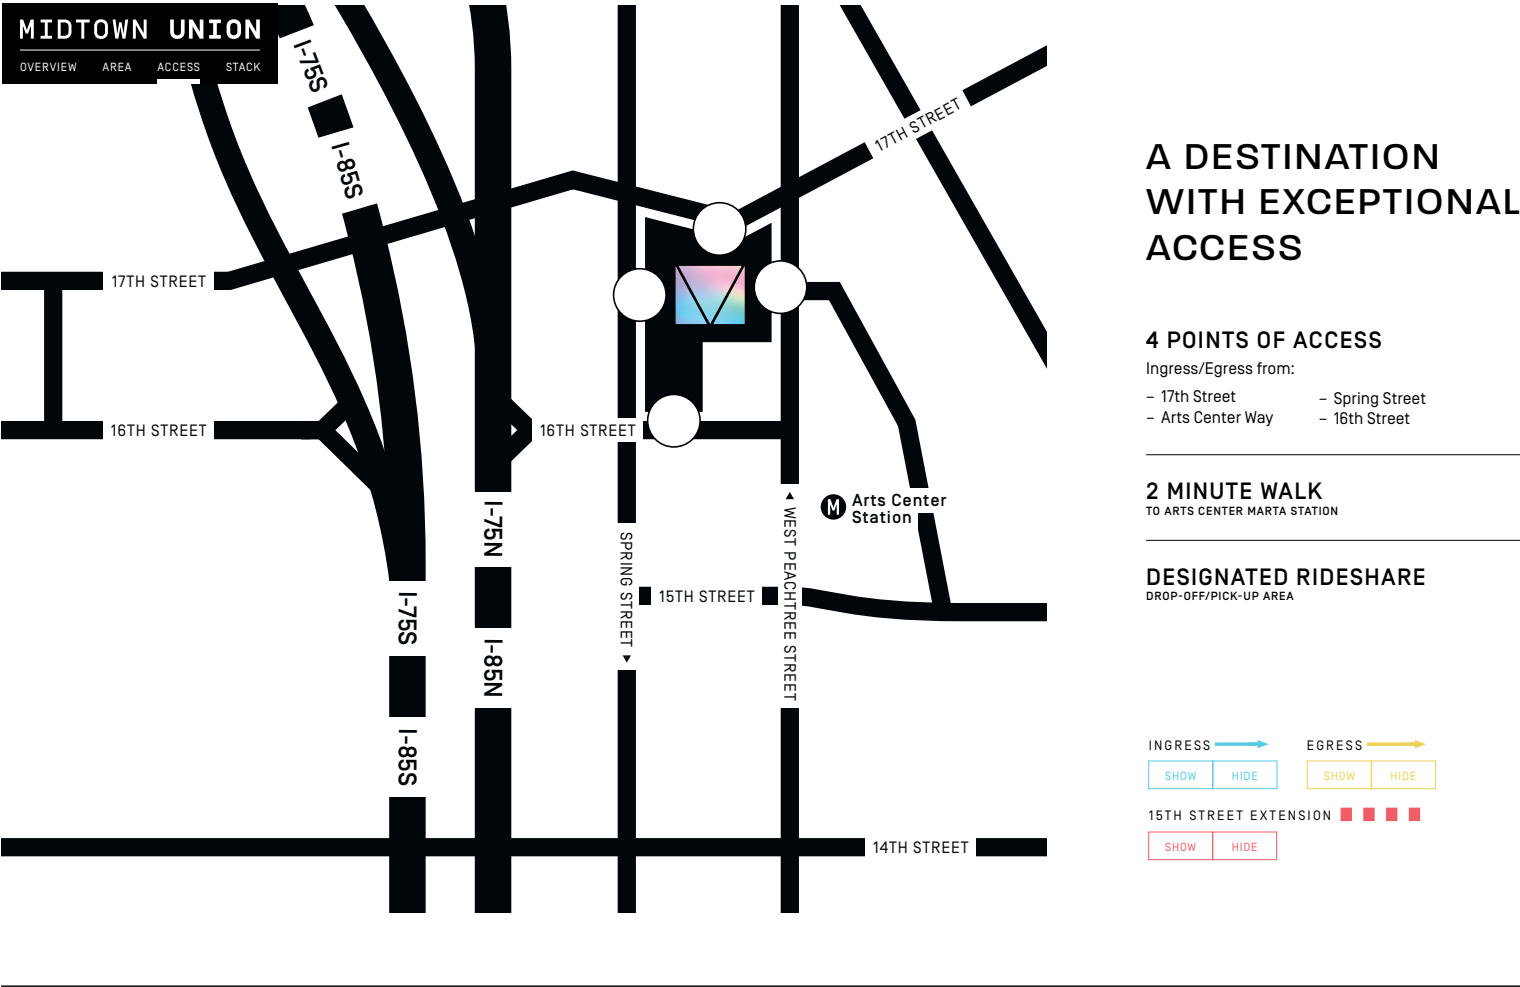 MIDTOWN UNION
OVERVIEW AREA ACCESS STACK
I-75S
I-85S
17TH STREET
17TH STREET
16TH STREET
16TH STREET
I-75N
I-85N
I-75S
I-85S
SPRING STREET
WEST PEACHTREE STREET
M Arts Center
Station
15TH STREET
14TH STREET
A DESTINATION
WITH EXCEPTIONAL
ACCESS
4 POINTS OF ACCESS
Ingress/Egress from:
– 17th Street
– Arts Center Way
– Spring Street
– 16th Street
2 MINUTE WALK
TO ARTS CENTER MARTA STATION
DESIGNATED RIDESHARE
DROP-OFF/PICK-UP AREA
INGRESS
SHOW HIDE
EGRESS
SHOW HIDE
15TH STREET EXTENSION
SHOW HIDE